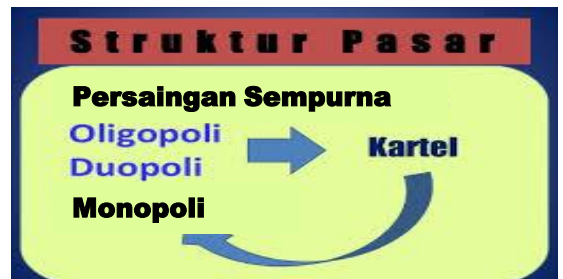 Struktur Pasar
Persaingan Sempurna
Oligopoli
Duopoli
Kartel
Monopoli